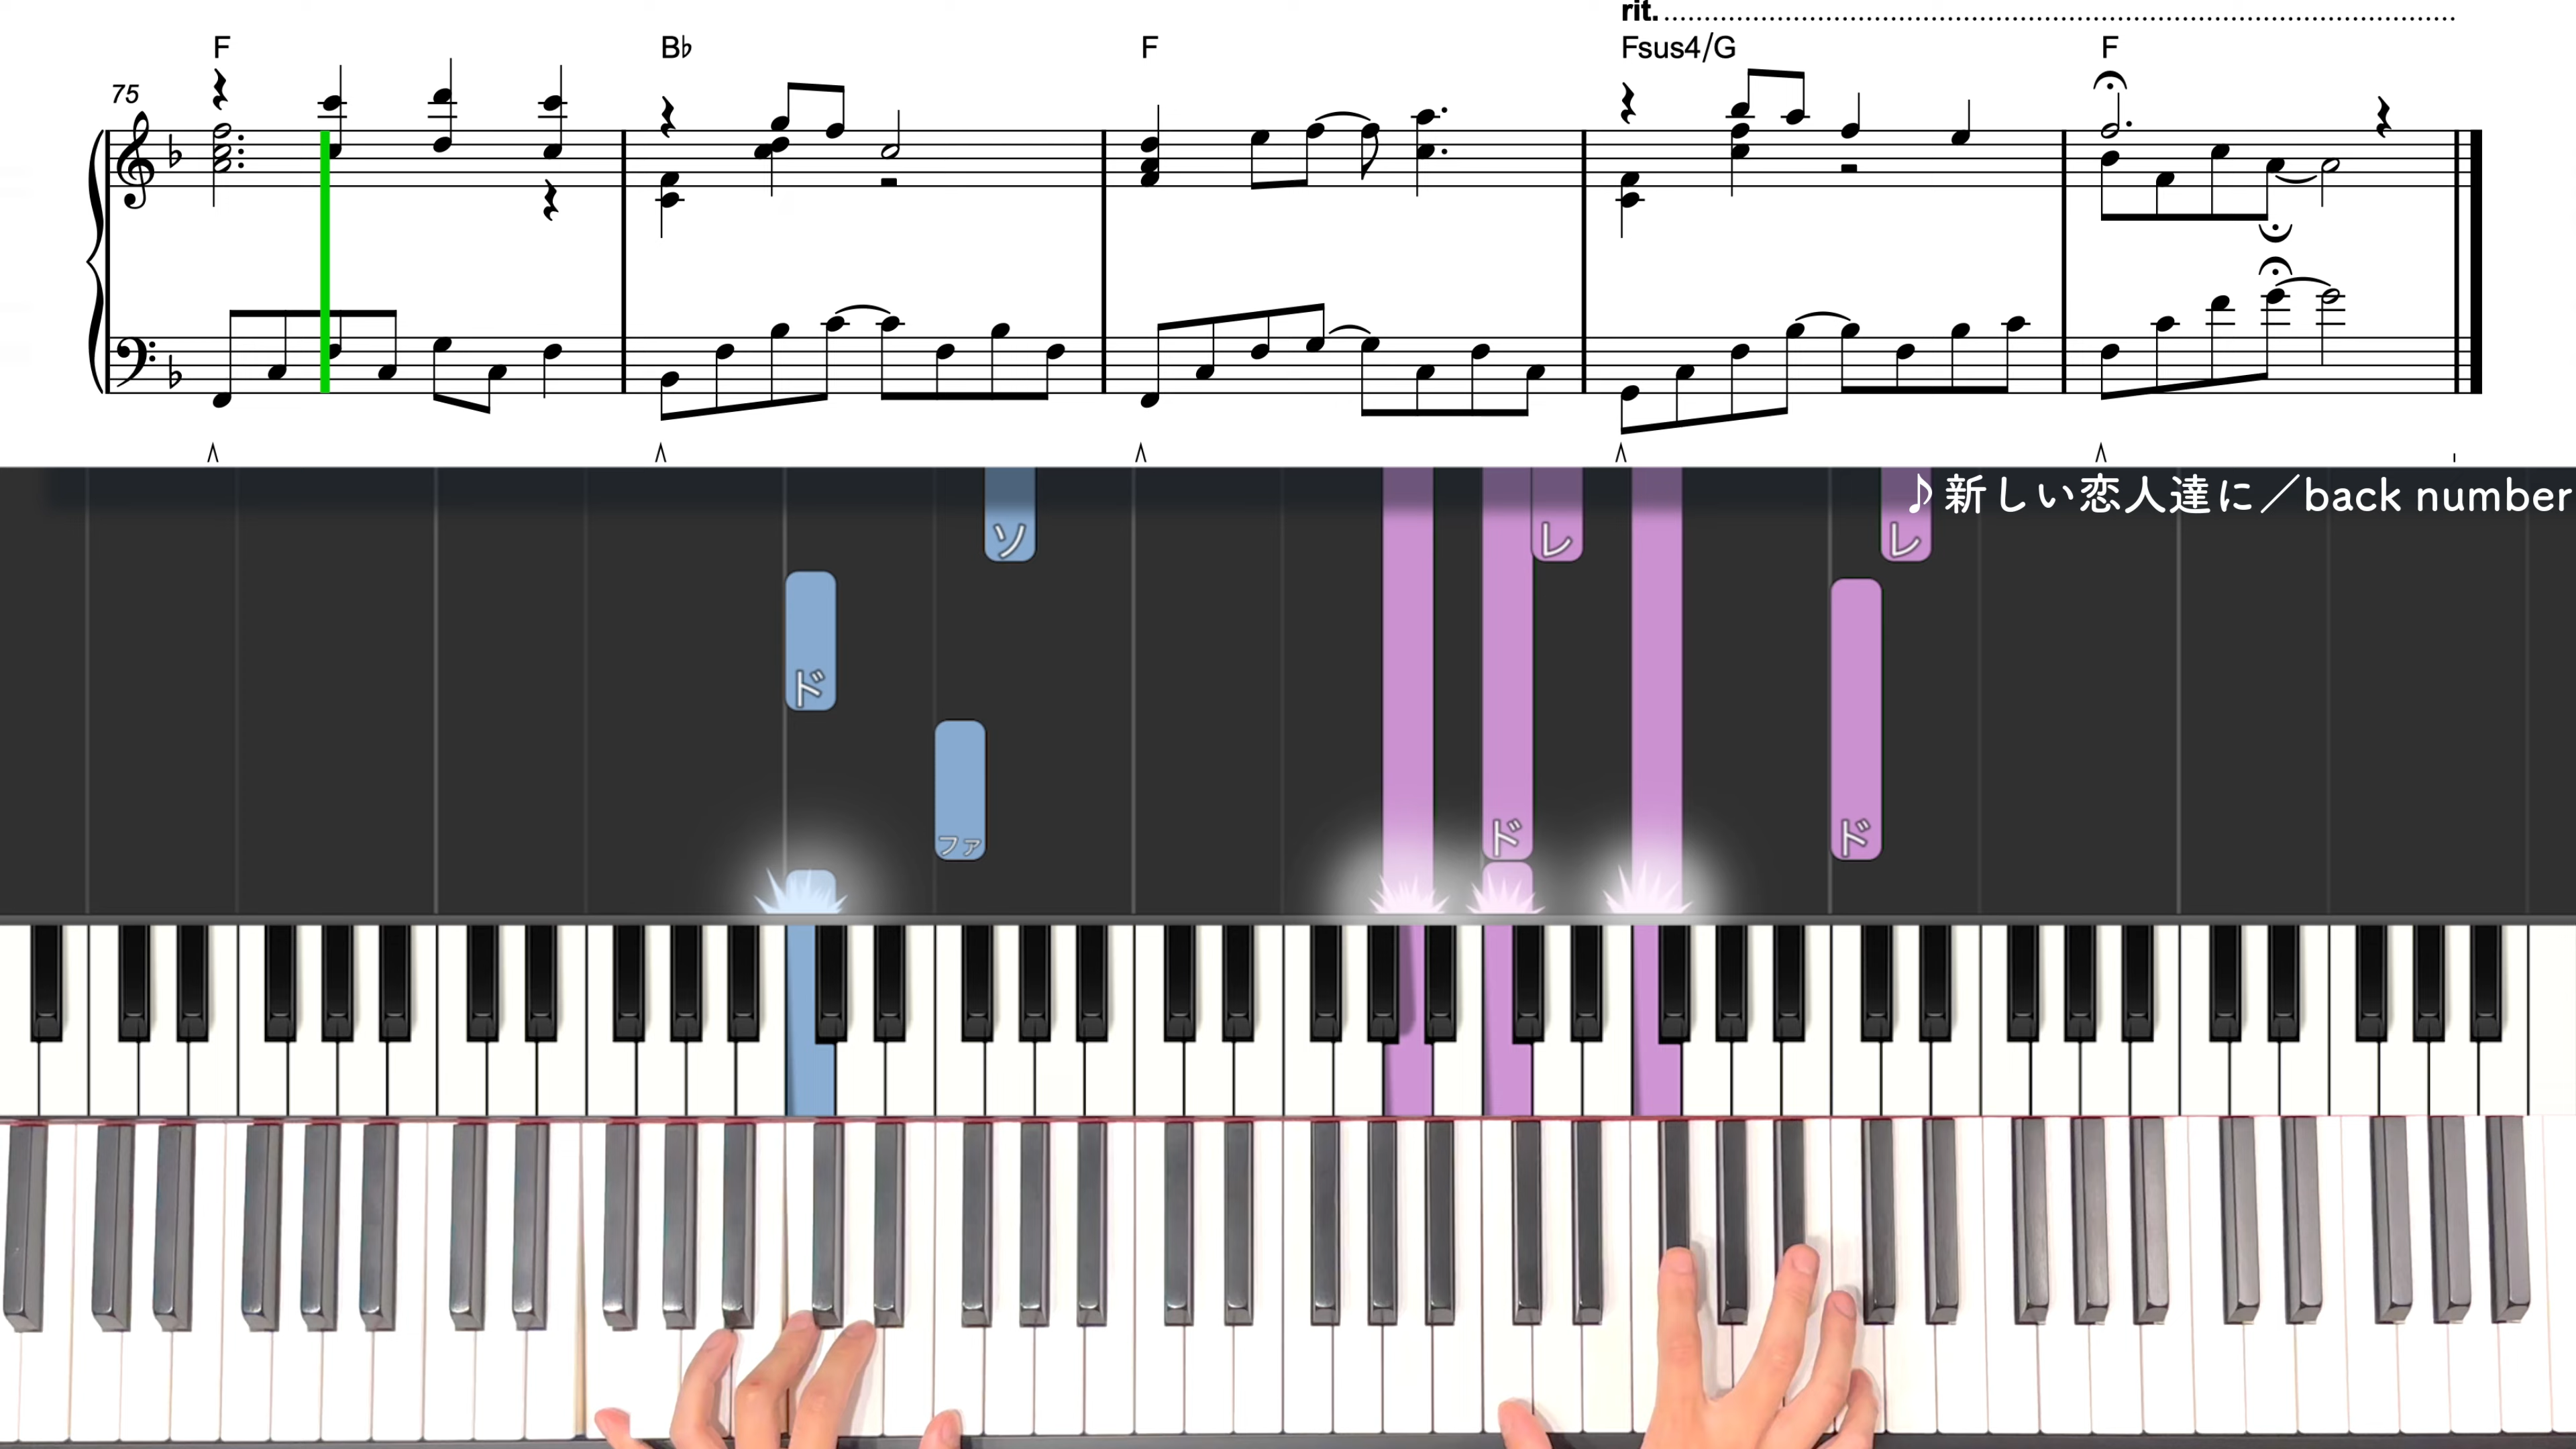 rit.
F B♭ F Fsus4/G F
75
♪新しい恋人達に／back number
ソ レ レ
ド
ファ ド ド